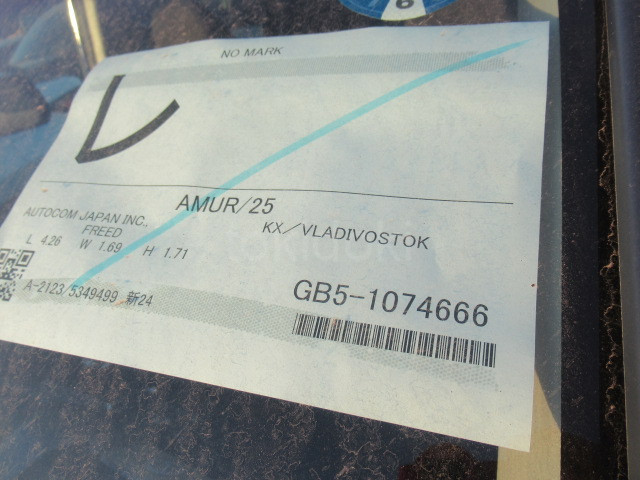 6
NO MARK
レ
AMUR/25
KX/VLADIVOSTOK
AUTOCOM JAPAN INC.,
FREED
L 4.26 W 1.69 H 1.71
A-2123/5349499 新24
GB5-1074666